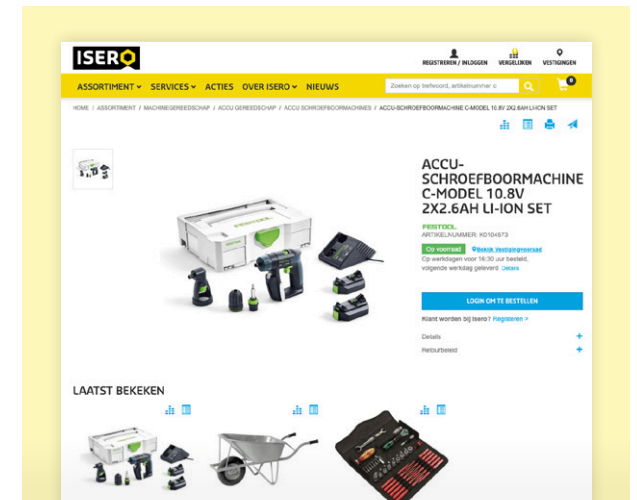 ISERO
REGISTREREN / INLOGGEN VERGELIJKEN VESTIGINGEN
ASSORTIMENT SERVICES ACTIES OVER ISERO NIEUWS Zoeken op trefwoord, artikelnummer o 0
HOME / ASSORTIMENT / MACHINEGEREEDSCHAP / ACCU GEREEDSCHAP / ACCU SCHROEFBOORMACHINES / ACCU-SCHROEFBOORMACHINE C-MODEL 10.8V 2X2.6AH LI-ION SET
ACCU-
SCHROEFBOORMACHINE
C-MODEL 10.8V
2X2.6AH LI-ION SET
FESTOOL
FESTOOL
ARTIKELNUMMER: K0104573
Op voorraad Bekijk Vestigingvoorraad
Op werkdagen voor 16:30 uur besteld,
volgende werkdag geleverd Details
LOGIN OM TE BESTELLEN
Klant worden bij Isero? Registreren >
Details +
Retourbeleid +
LAATST BEKEKEN